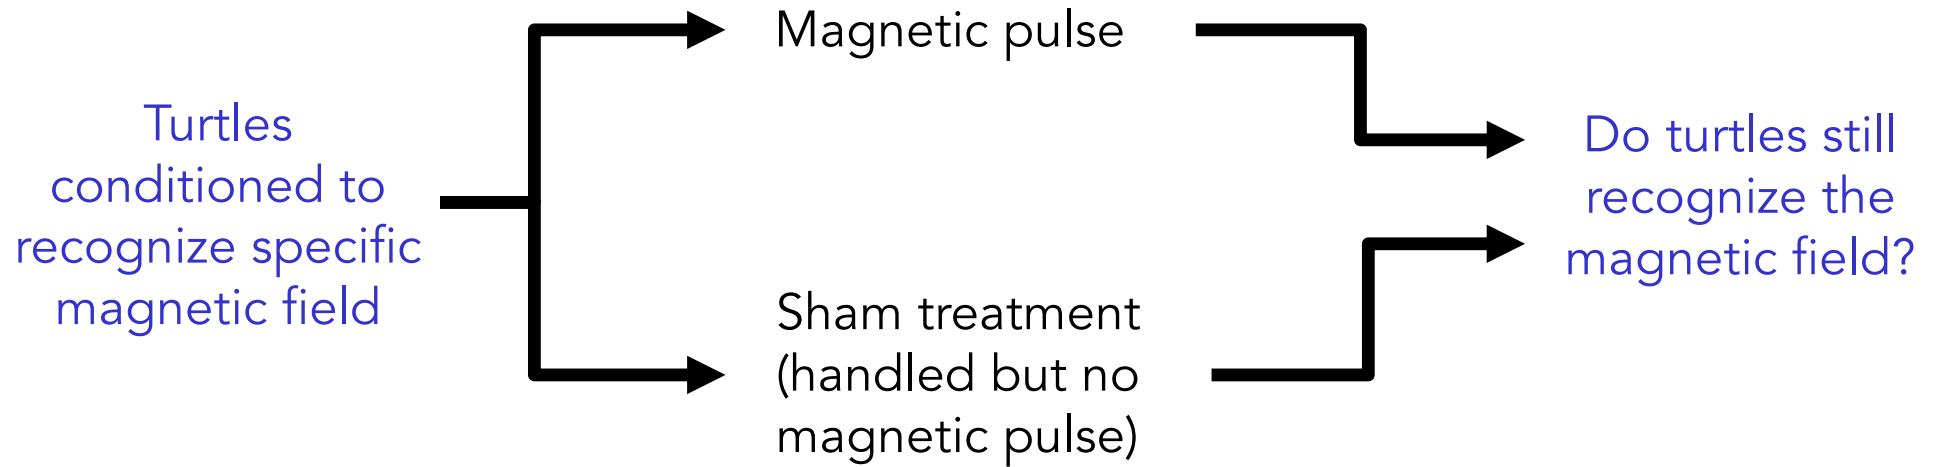 Turtles
conditioned to
recognize specific
magnetic field
Magnetic pulse
Sham treatment
(handled but no
magnetic pulse)
Do turtles still
recognize the
magnetic field?